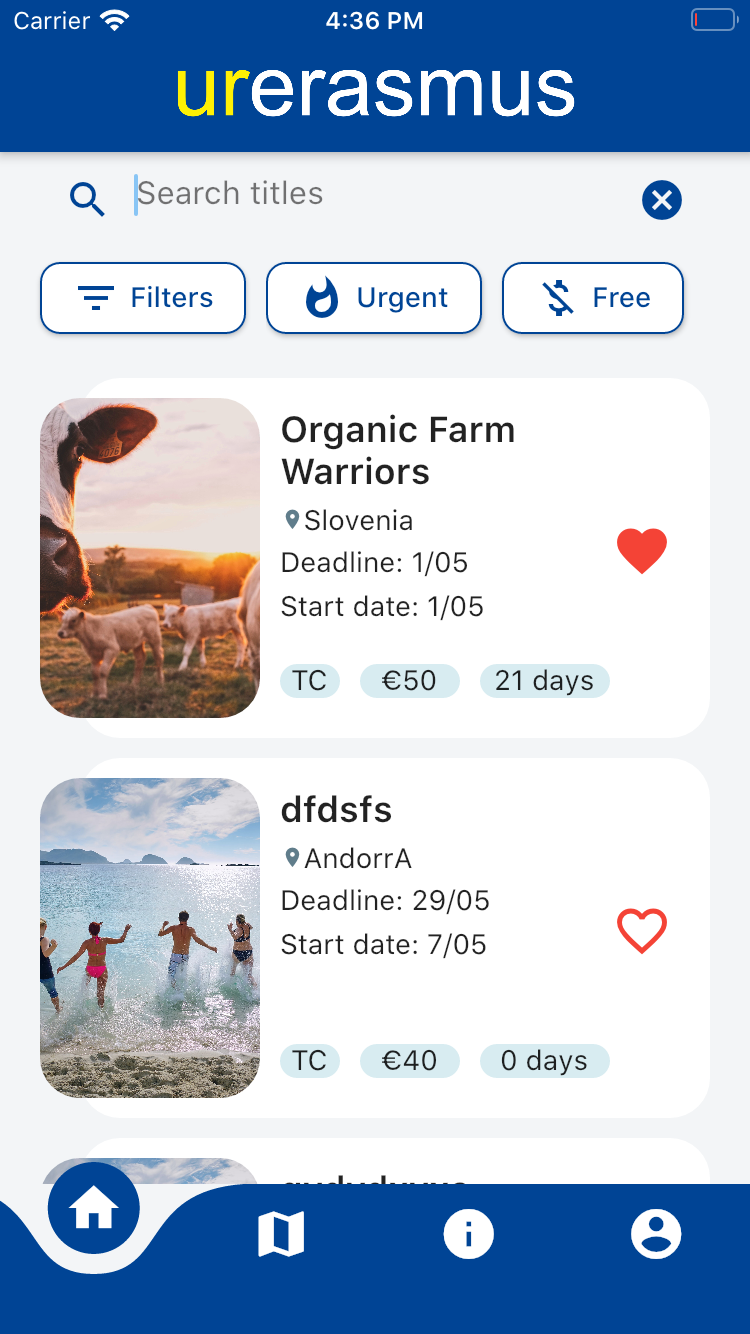 Carrier 4:36 PM
urerasmus
Search titles
Filters Urgent Free
Organic Farm
Warriors
Slovenia
Deadline: 1/05
Start date: 1/05
TC €50 21 days
dfdsfs
AndorrA
Deadline: 29/05
Start date: 7/05
TC €40 0 days